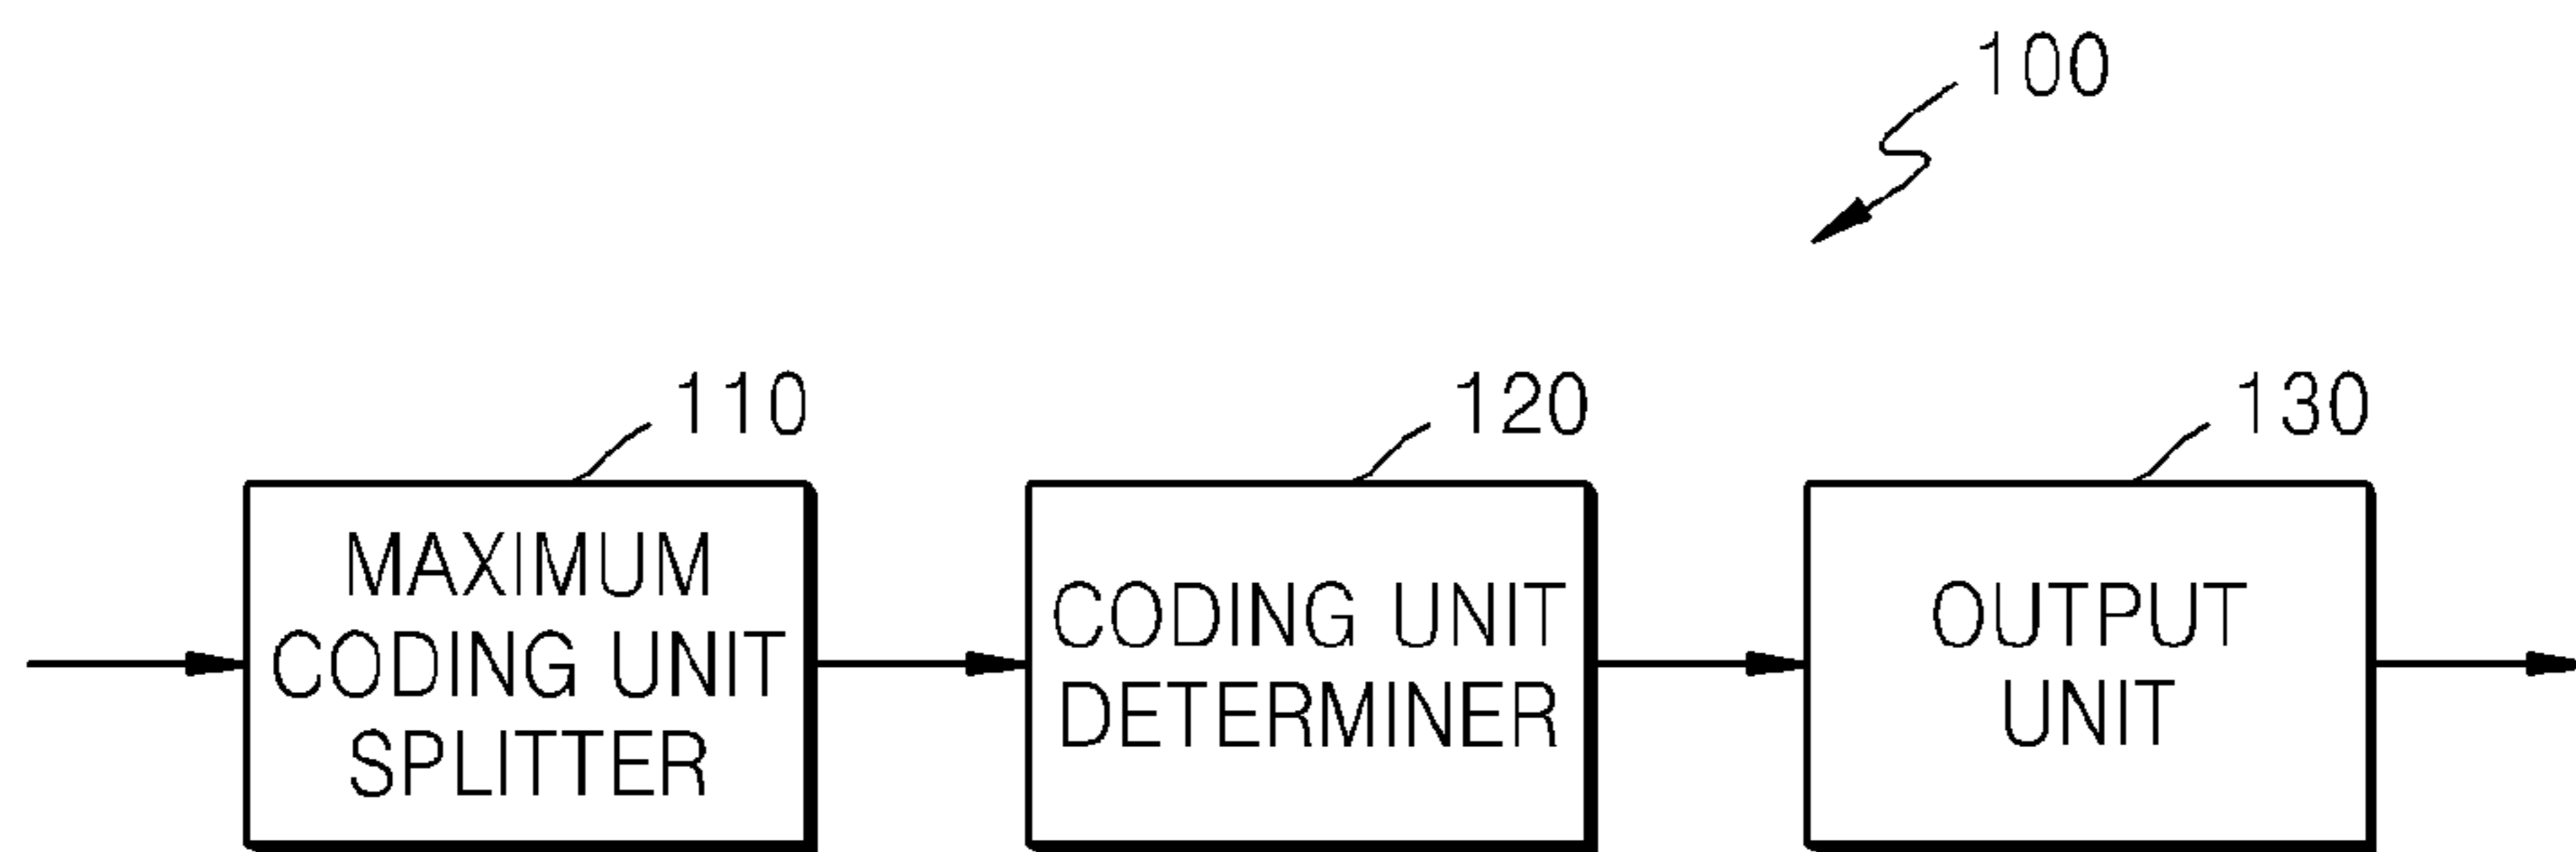 100
110
120
130
MAXIMUM
CODING UNIT
SPLITTER
CODING UNIT
DETERMINER
OUTPUT
UNIT